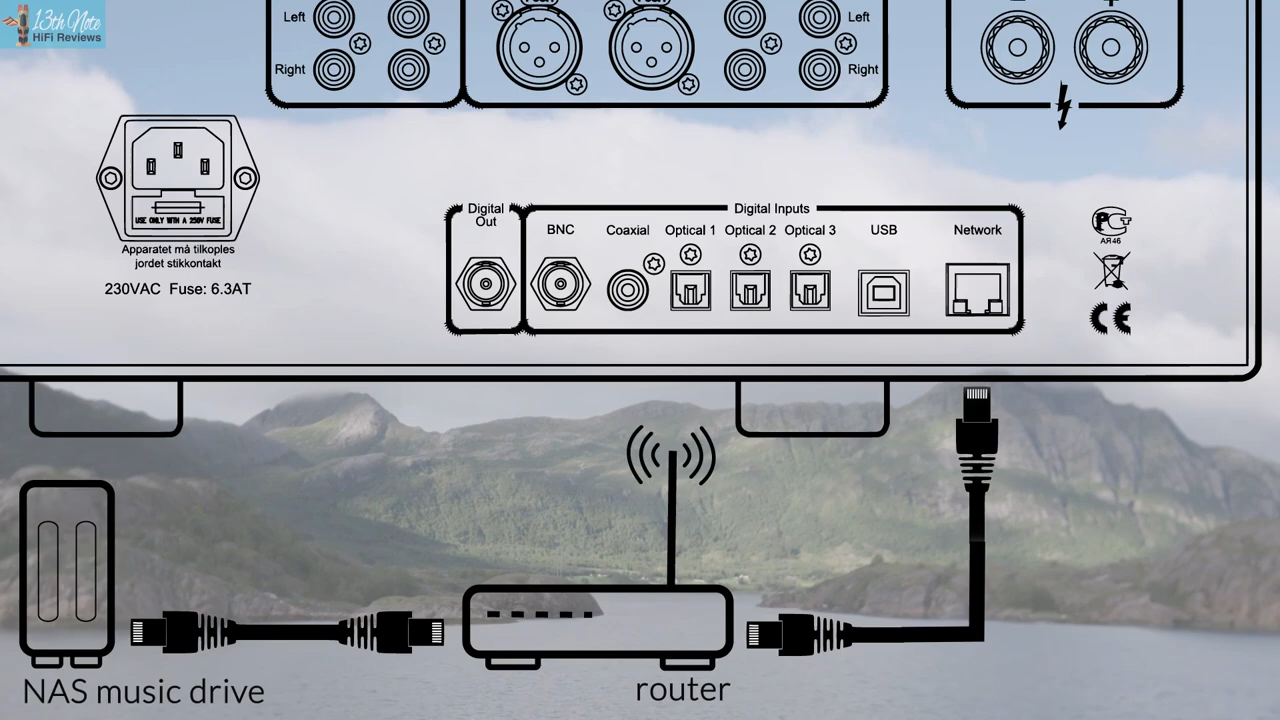 13th Note
HiFi Reviews
Left
Right
Left
Right
USE ONLY WITH A 250V FUSE
Apparatet må tilkoples
jordet stikkontakt
230VAC Fuse: 6.3AT
Digital
Out
Digital Inputs
BNC
Coaxial
Optical 1
Optical 2
Optical 3
USB
Network
АЯ46
CE
NAS music drive
router